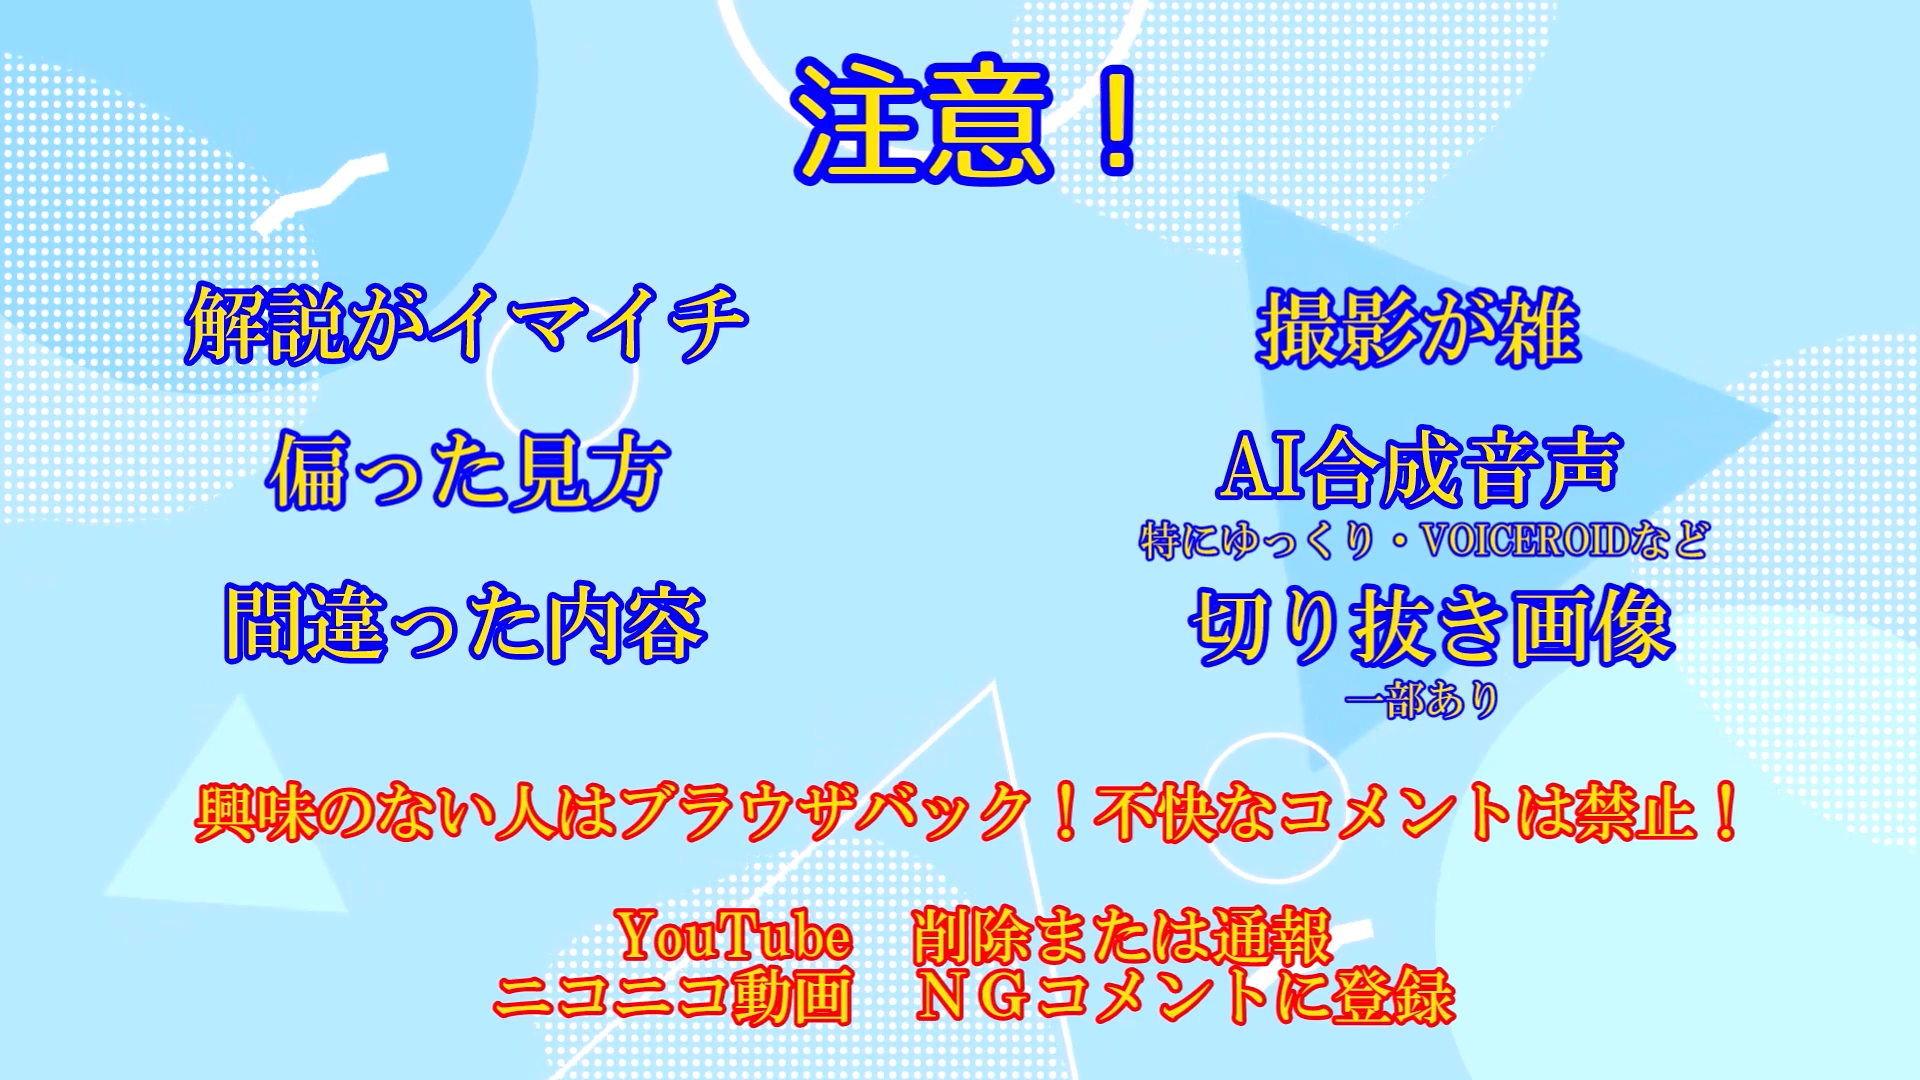 注意！
解説がイマイチ
撮影が雑
偏った見方
AI合成音声
特にゆっくり・VOICEROIDなど
間違った内容
切り抜き画像
一部あり
興味のない人はブラウザバック！不快なコメントは禁止！
YouTube　削除または通報
ニコニコ動画　ＮＧコメントに登録